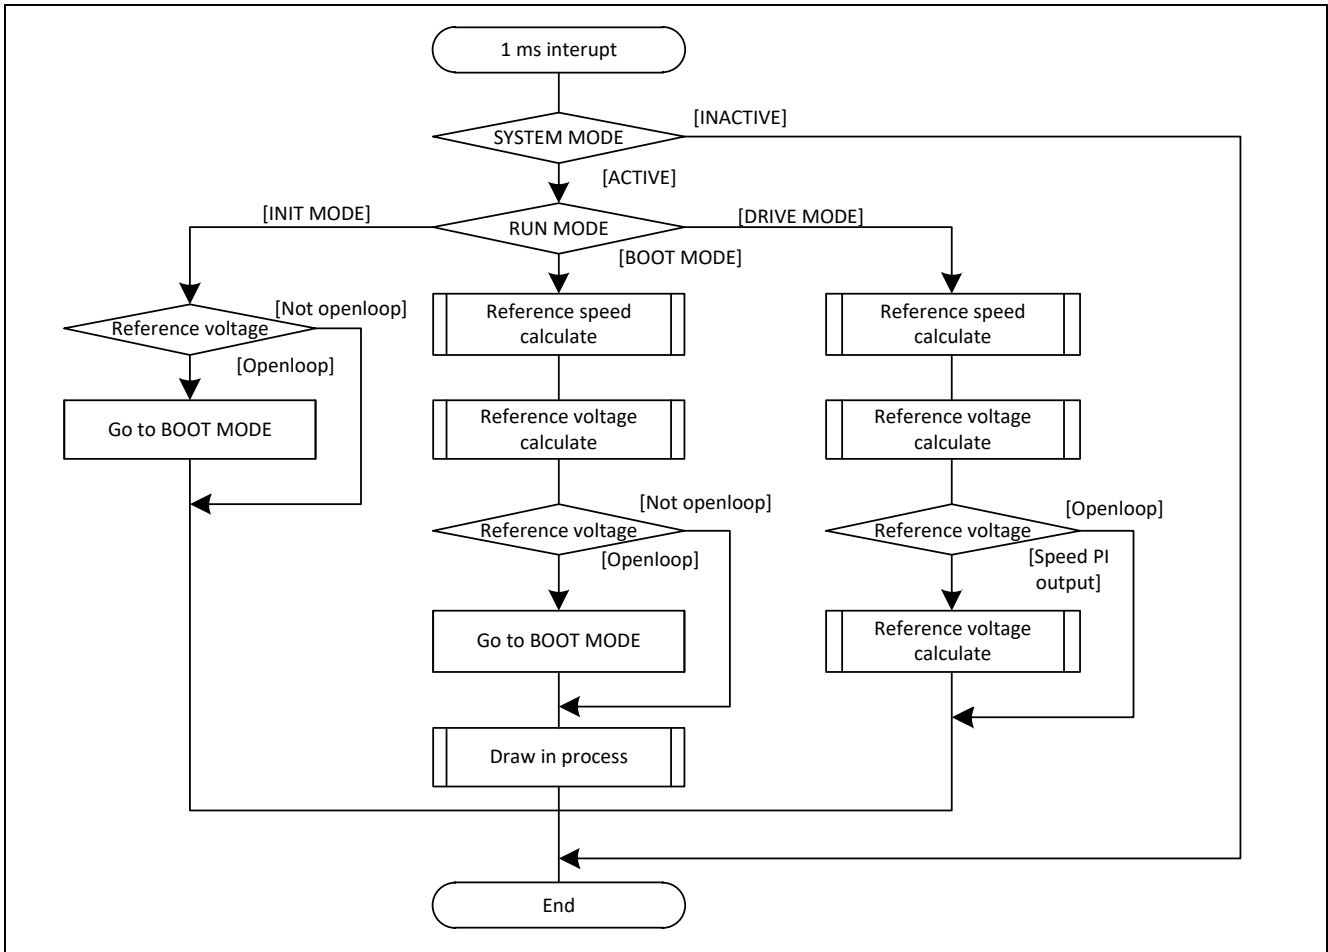 1 ms interupt
[INACTIVE]
SYSTEM MODE
[ACTIVE]
[INIT MODE]
[DRIVE MODE]
RUN MODE
[BOOT MODE]
[Not openloop]
Reference voltage
[Openloop]
Go to BOOT MODE
Reference speed
calculate
Reference voltage
calculate
[Not openloop]
Reference voltage
[Openloop]
Go to BOOT MODE
Draw in process
Reference speed
calculate
Reference voltage
calculate
[Openloop]
Reference voltage
[Speed PI
output]
Reference voltage
calculate
End